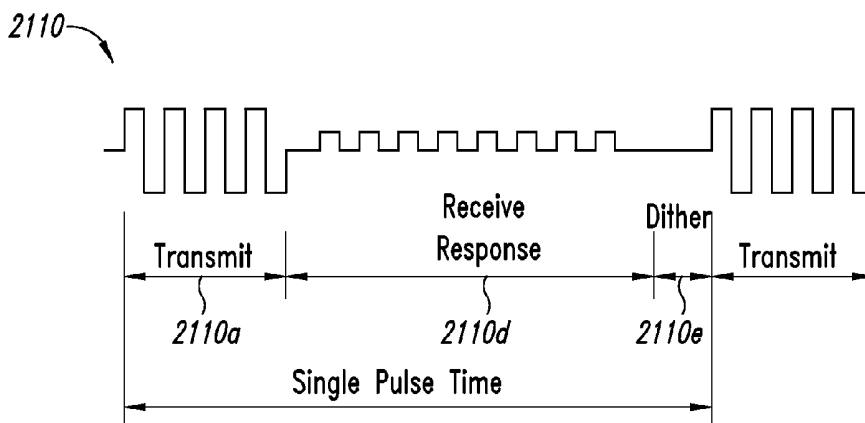 2110
Receive
Response
Dither
Transmit
Transmit
2110a
2110d
2110e
Single Pulse Time